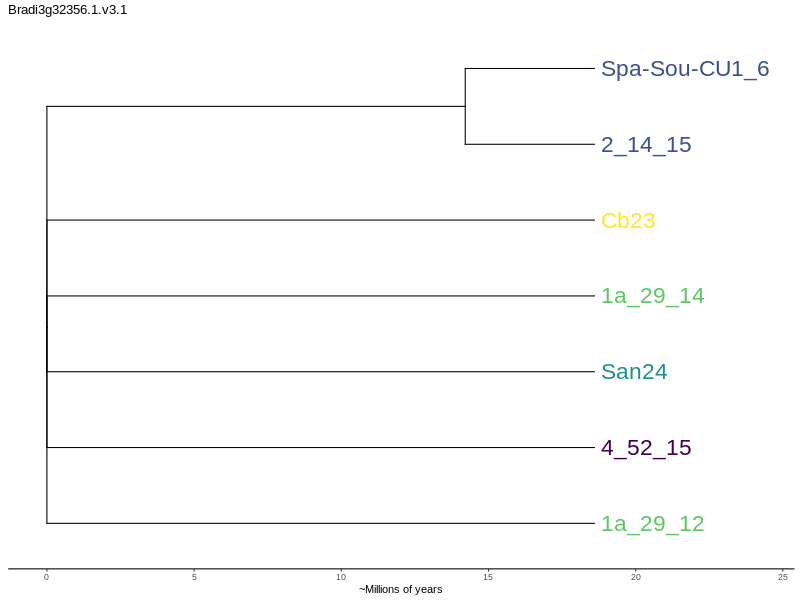 Bradi3g32356.1.v3.1
Spa-Sou-CU1_6
2_14_15
Cb23
1a_29_14
San24
4_52_15
1a_29_12
0 5 10 15 20 25
~Millions of years